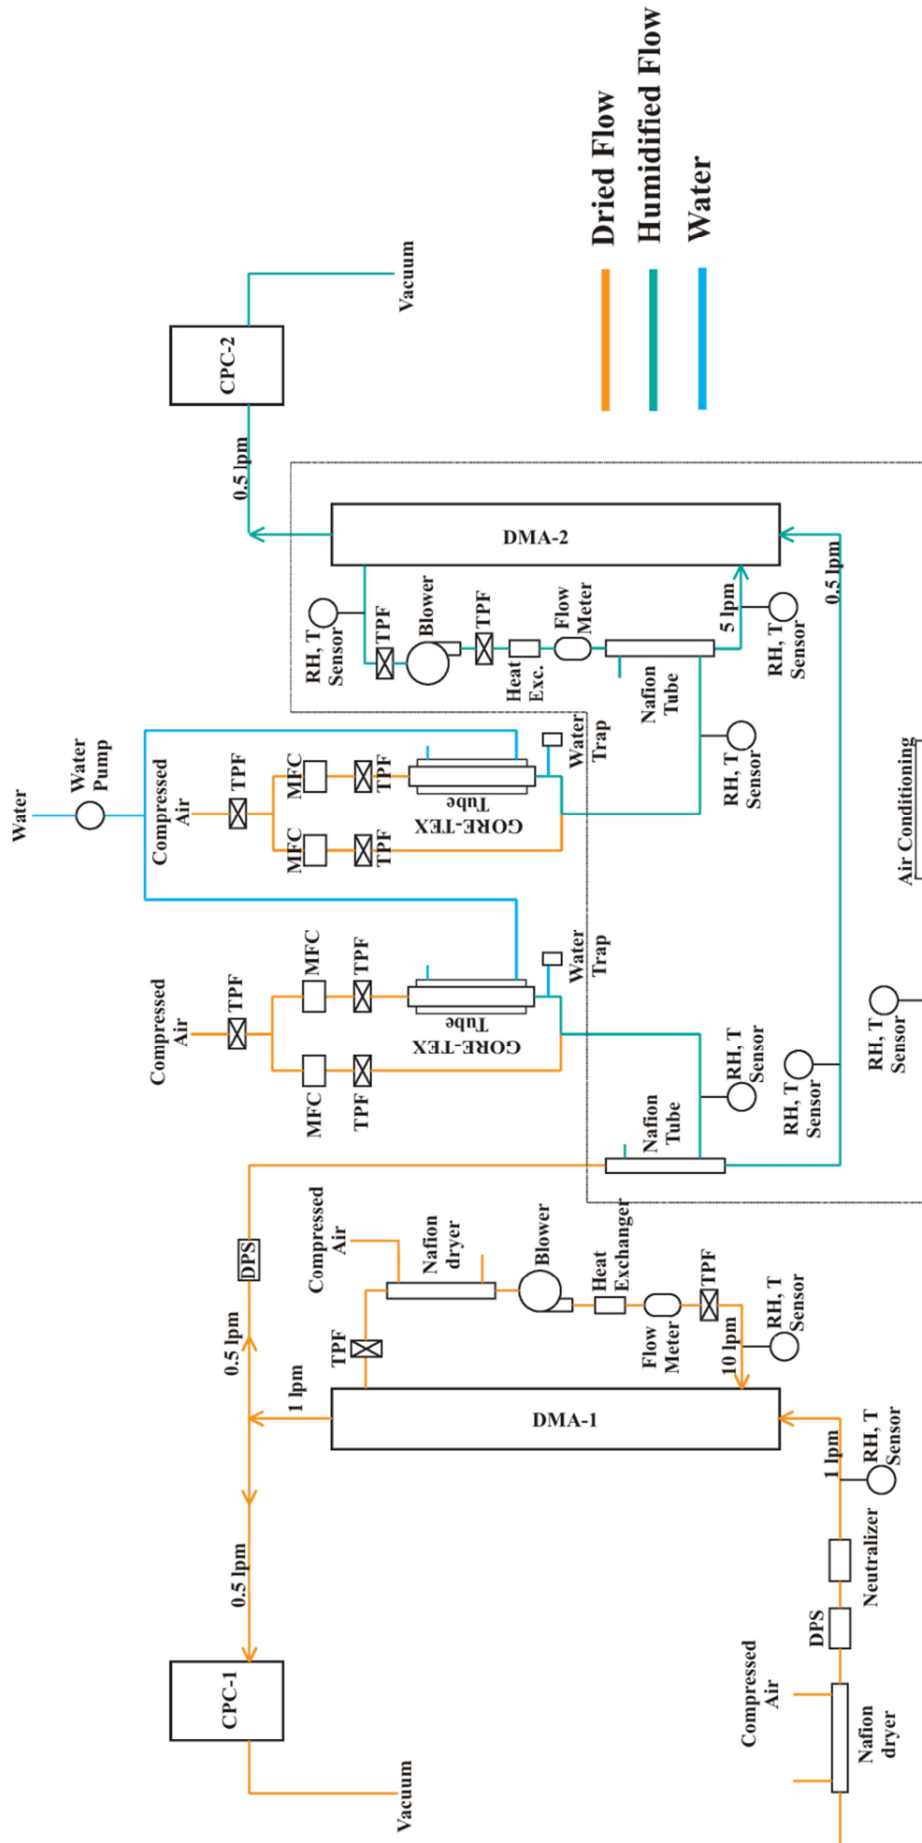 Water
Water
Pump
Compressed
Air
TPF
MFC
TPF
MFC
TPF
GORE-TEX
Tube
Water
Trap
Compressed
Air
TPF
MFC
TPF
MFC
TPF
GORE-TEX
Tube
Water
Trap
CPC-1
Vacuum
0.5 lpm
0.5 lpm
1 lpm
DPS
DMA-1
TPF
Compressed
Air
Nafion
dryer
Blower
Heat
Exchanger
Flow
Meter
TPF
10 lpm
RH, T
Sensor
Compressed
Air
Nafion
dryer
DPS
Neutralizer
1 lpm
RH, T
Sensor
Nafion
Tube
RH, T
Sensor
RH, T
Sensor
0.5 lpm
RH, T
Sensor
Air Conditioning
RH, T
Sensor
Nafion
Tube
RH, T
Sensor
TPF
Blower
TPF
Heat
Exc.
Flow
Meter
5 lpm
RH, T
Sensor
DMA-2
0.5 lpm
CPC-2
Vacuum
Dried Flow
Humidified Flow
Water